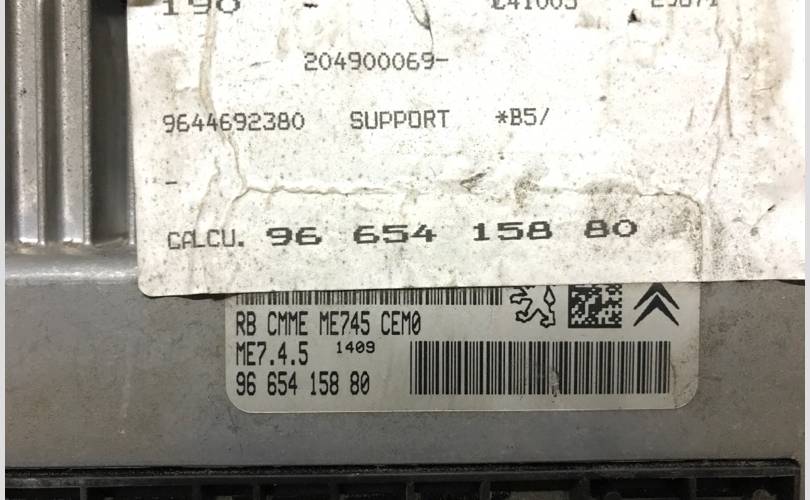 190 -
204900069-
9644692380 SUPPORT *B5/
-
CALCU. 96 654 158 80
RB CMME ME745 CEM0
ME7.4.5 1409
96 654 158 80